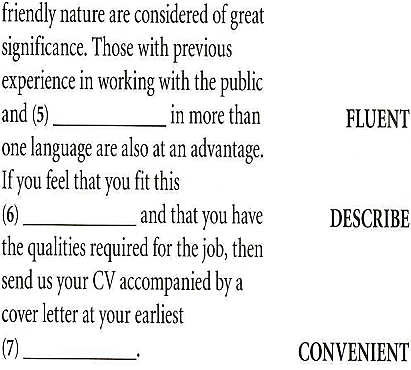 friendly nature are considered of great
significance. Those with previous
experience in working with the public
and (5) ______________ in more than FLUENT
one language are also at an advantage.
If you feel that you fit this
(6) ______________ and that you have DESCRIBE
the qualities required for the job, then
send us your CV accompanied by a
cover letter at your earliest
(7) ______________. CONVENIENT